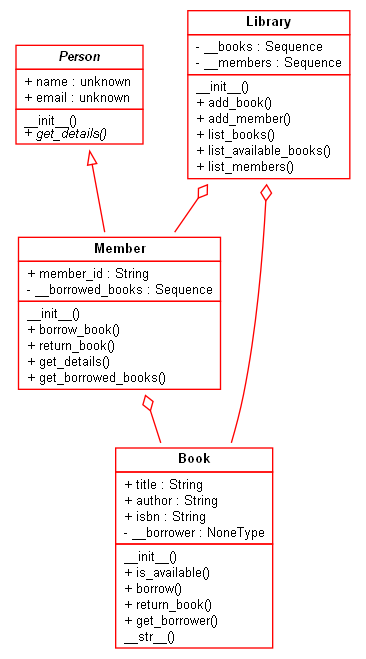 Library
- __books : Sequence
- __members : Sequence
__init__()
+ add_book()
+ add_member()
+ list_books()
+ list_available_books()
+ list_members()
Person
+ name : unknown
+ email : unknown
__init__()
+ get_details()
Member
+ member_id : String
- __borrowed_books : Sequence
__init__()
+ borrow_book()
+ return_book()
+ get_details()
+ get_borrowed_books()
Book
+ title : String
+ author : String
+ isbn : String
- __borrower : NoneType
__init__()
+ is_available()
+ borrow()
+ return_book()
+ get_borrower()
__str__()